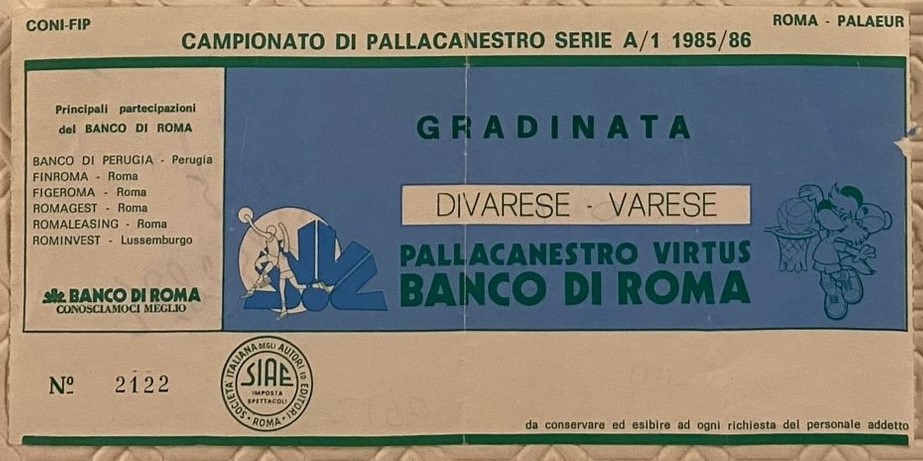 CONI-FIP
ROMA - PALAEUR
CAMPIONATO DI PALLACANESTRO SERIE A/1 1985/86
Principali partecipazioni
del BANCO DI ROMA
BANCO DI PERUGIA - Perugia
FINROMA - Roma
FIGEROMA - Roma
ROMAGEST - Roma
ROMALEASING - Roma
ROMINVEST - Lussemburgo
BANCO DI ROMA
CONOSCIAMOCI MEGLIO
GRADINATA
DIVARESE - VARESE
PALLACANESTRO VIRTUS
BANCO DI ROMA
Nº 2122
SOCIETÀ ITALIANA DEGLI AUTORI ED EDITORI
SIAE
IMPOSTA
SPETTACOLI
· ROMA ·
da conservare ed esibire ad ogni richiesta del personale addetto